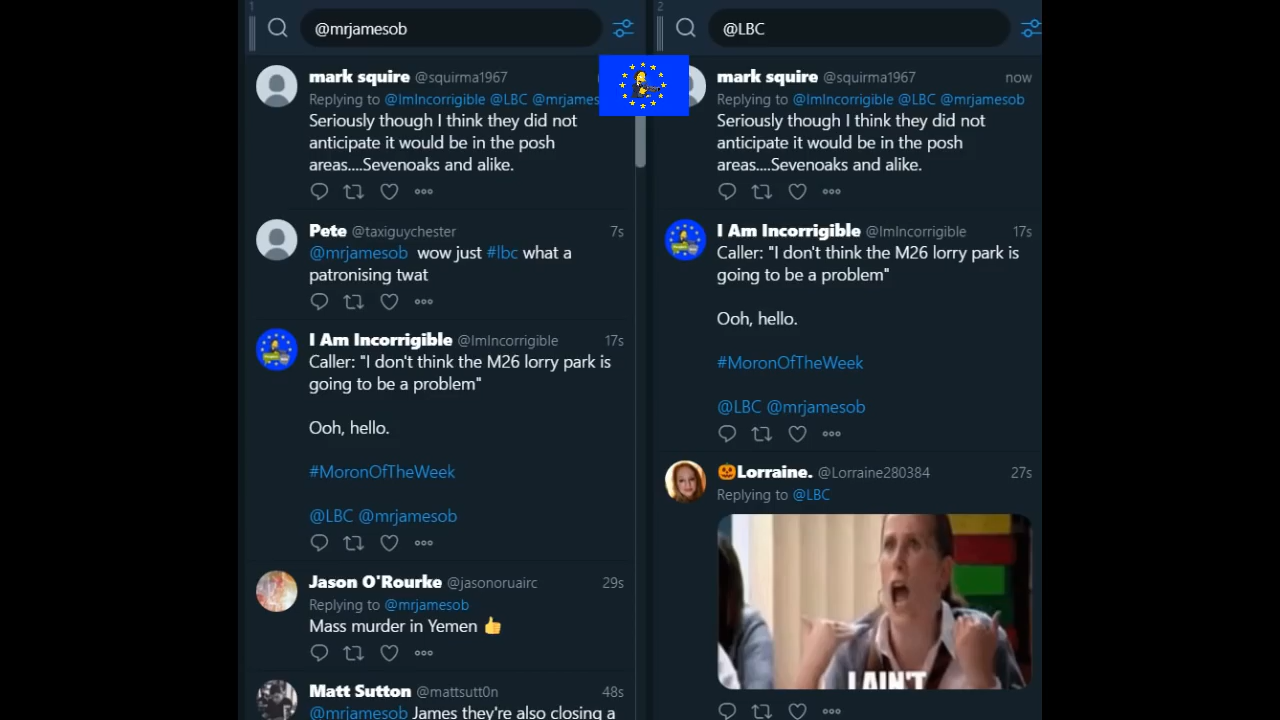 1
@mrjamesob
mark squire @squirma1967
Replying to @ImIncorrigible @LBC @mrjames
Seriously though I think they did not
anticipate it would be in the posh
areas....Sevenoaks and alike.
Pete @taxiguychester 7s
@mrjamesob wow just #lbc what a
patronising twat
I Am Incorrigible @ImIncorrigible 17s
Caller: "I don't think the M26 lorry park is
going to be a problem"
Ooh, hello.
#MoronOfTheWeek
@LBC @mrjamesob
Jason O'Rourke @jasonoruairc 29s
Replying to @mrjamesob
Mass murder in Yemen 👍
Matt Sutton @mattsutt0n 48s
@mrjamesob James they're also closing a
2
@LBC
mark squire @squirma1967 now
Replying to @ImIncorrigible @LBC @mrjamesob
Seriously though I think they did not
anticipate it would be in the posh
areas....Sevenoaks and alike.
I Am Incorrigible @ImIncorrigible 17s
Caller: "I don't think the M26 lorry park is
going to be a problem"
Ooh, hello.
#MoronOfTheWeek
@LBC @mrjamesob
🎃Lorraine. @Lorraine280384 27s
Replying to @LBC
I AIN'T